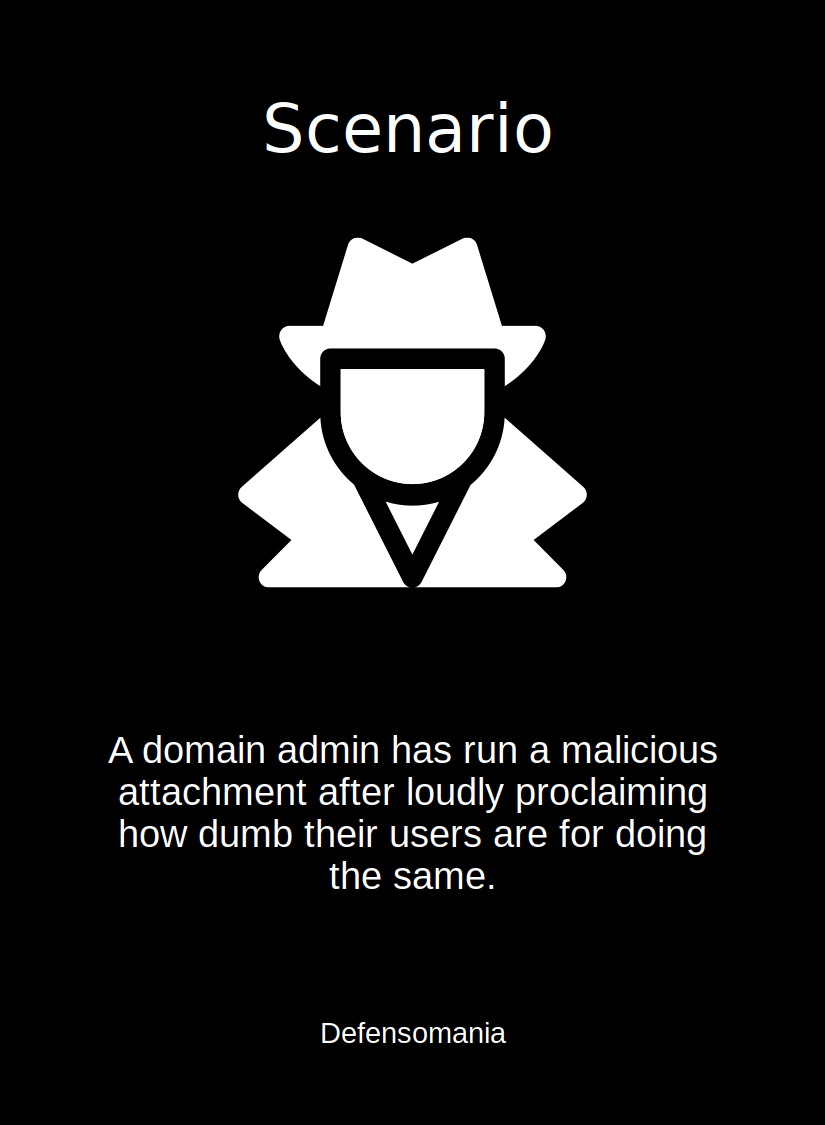 Scenario
A domain admin has run a malicious
attachment after loudly proclaiming
how dumb their users are for doing
the same.
Defensomania